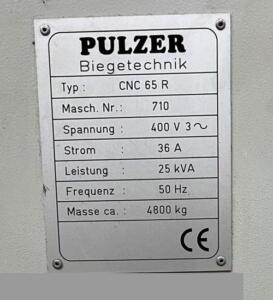 PULZER
Biegetechnik
Typ : CNC 65 R
Masch. Nr.: 710
Spannung : 400 V 3~
Strom : 36 A
Leistung : 25 kVA
Frequenz : 50 Hz
Masse ca. : 4800 kg
CE